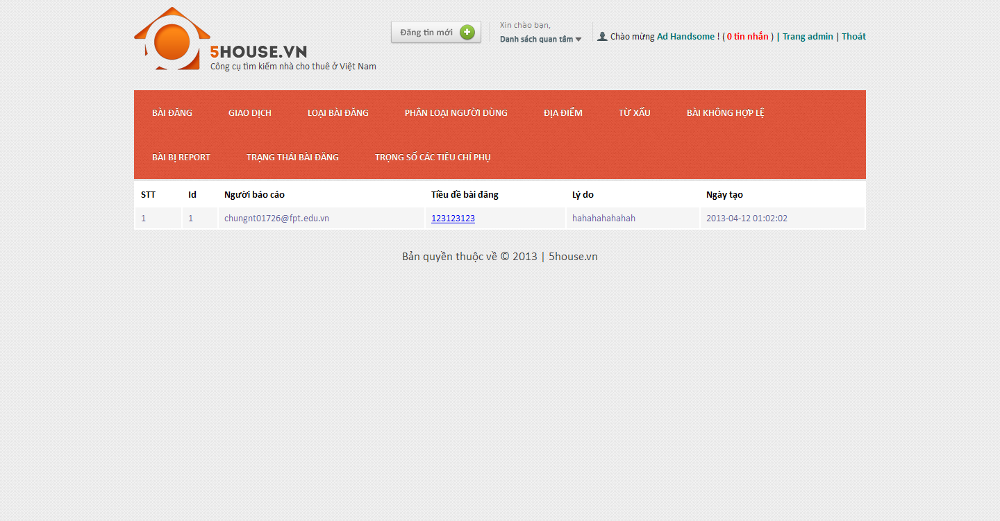 Đăng tin mới
Xin chào bạn,
Danh sách quan tâm
Chào mừng Ad Handsome ! ( 0 tin nhắn ) | Trang admin | Thoát
5HOUSE.VN
Công cụ tìm kiếm nhà cho thuê ở Việt Nam
BÀI ĐĂNG GIAO DỊCH LOẠI BÀI ĐĂNG PHÂN LOẠI NGƯỜI DÙNG ĐỊA ĐIỂM TỪ XẤU BÀI KHÔNG HỢP LỆ
BÀI BỊ REPORT TRẠNG THÁI BÀI ĐĂNG TRỌNG SỐ CÁC TIÊU CHÍ PHỤ
STT Id Người báo cáo Tiều đề bài đăng Lý do Ngày tạo
1 1 chungnt01726@fpt.edu.vn 123123123 hahahahahahah 2013-04-12 01:02:02
Bản quyền thuộc về © 2013 | 5house.vn